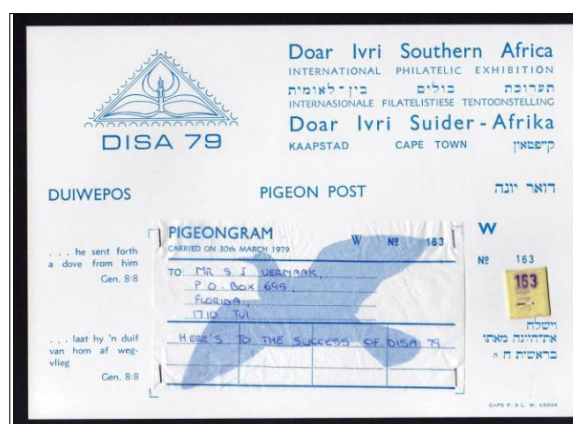 DISA 79
Doar Ivri Southern Africa
INTERNATIONAL PHILATELIC EXHIBITION
תערוכת בולים בין־לאומית
INTERNASIONALE FILATELISTIESE TENTOONSTELLING
Doar Ivri Suider-Afrika
KAAPSTAD CAPE TOWN קייפטאון
DUIWEPOS PIGEON POST דואר יונה
. . . he sent forth
a dove from him
Gen. 8:8
. . . laat hy 'n duif
van hom af weg-
vlieg
Gen. 8:8
PIGEONGRAM
CARRIED ON 30th MARCH 1979 W No 163
TO: MR S J VERMAAK,
P O BOX 695,
FLORIDA,
1710 TVL
HERE'S TO THE SUCCESS OF DISA 79
W
No 163
163
וישלח
את־היונה מאתו
בראשית ח
CAPE P. & L. W.